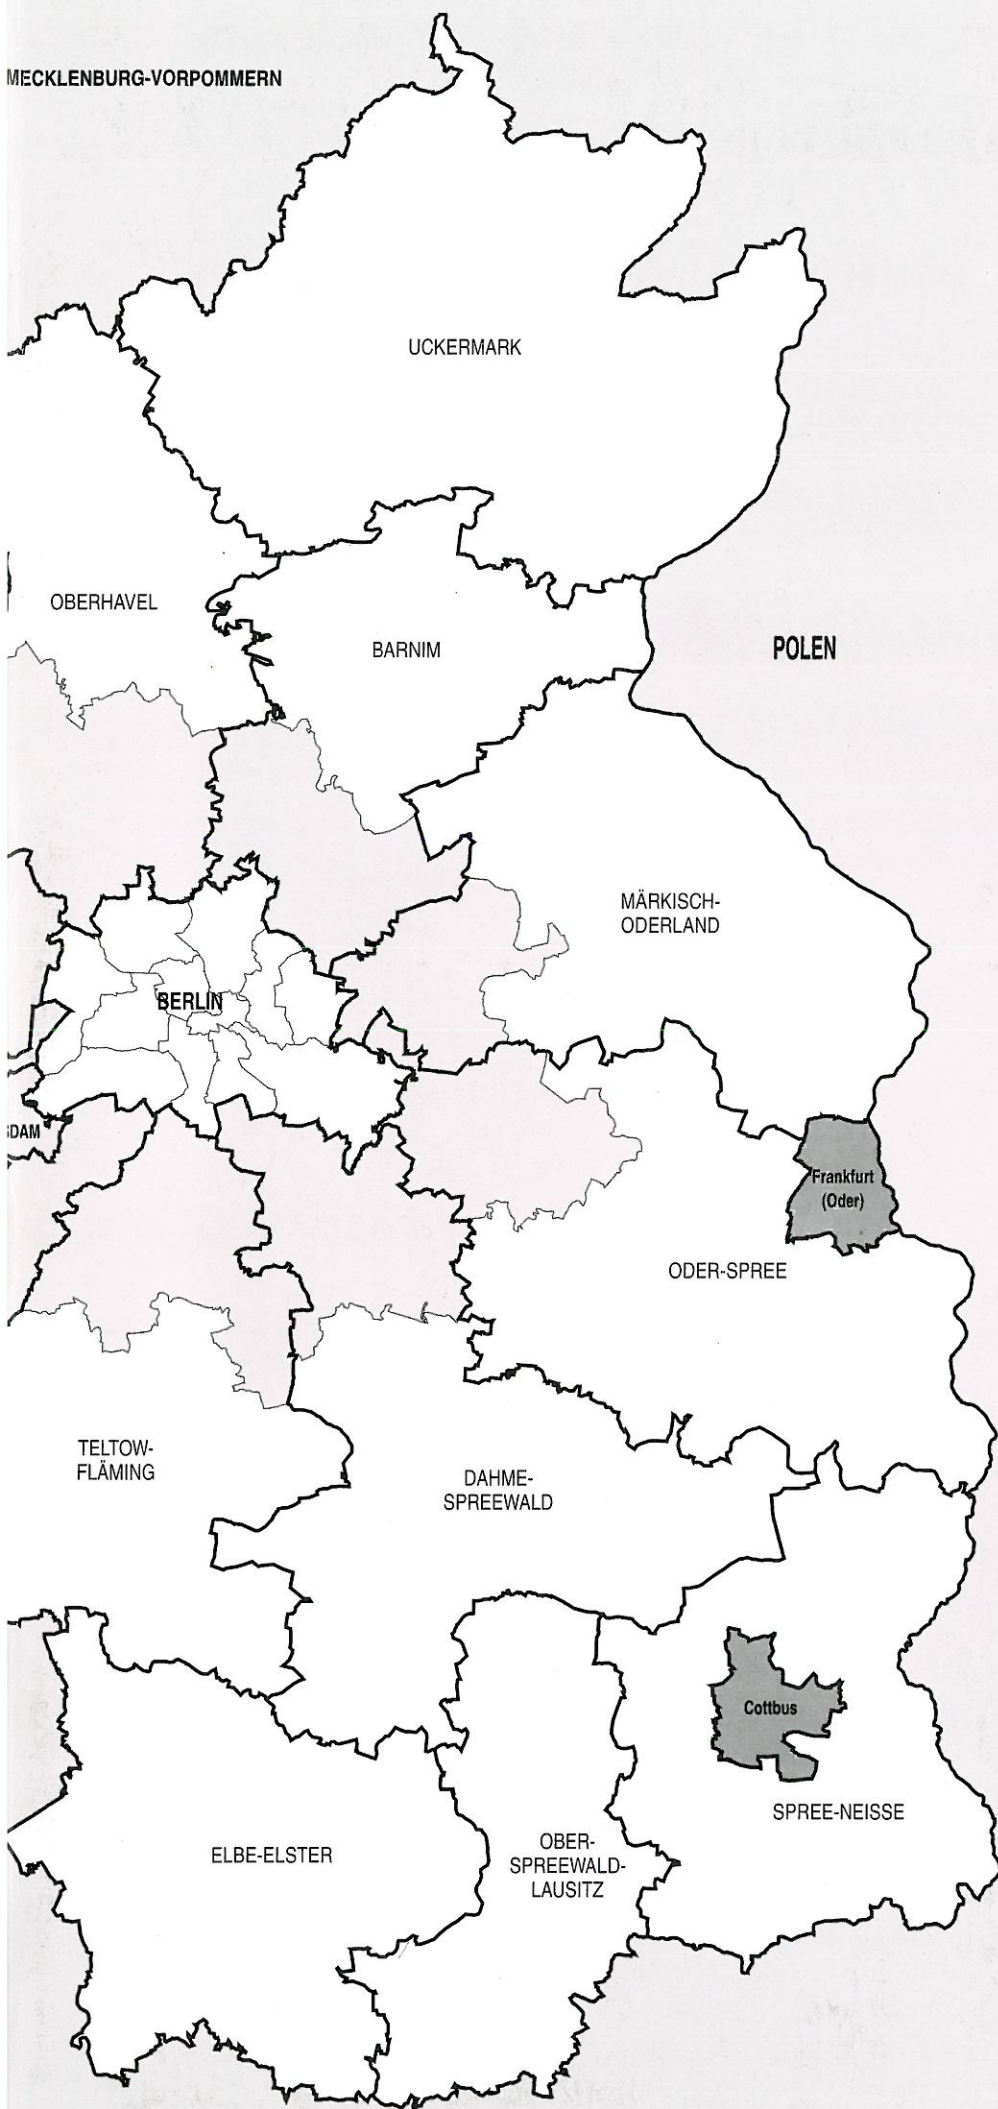 MECKLENBURG-VORPOMMERN
UCKERMARK
OBERHAVEL
BARNIM
POLEN
MÄRKISCH-
ODERLAND
BERLIN
SDAM
Frankfurt
(Oder)
ODER-SPREE
TELTOW-
FLÄMING
DAHME-
SPREEWALD
Cottbus
SPREE-NEISSE
ELBE-ELSTER
OBER-
SPREEWALD-
LAUSITZ